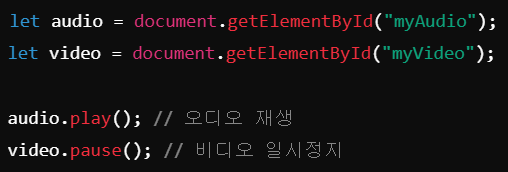 let audio = document.getElementById("myAudio");
let video = document.getElementById("myVideo");
audio.play(); // 오디오 재생
video.pause(); // 비디오 일시정지